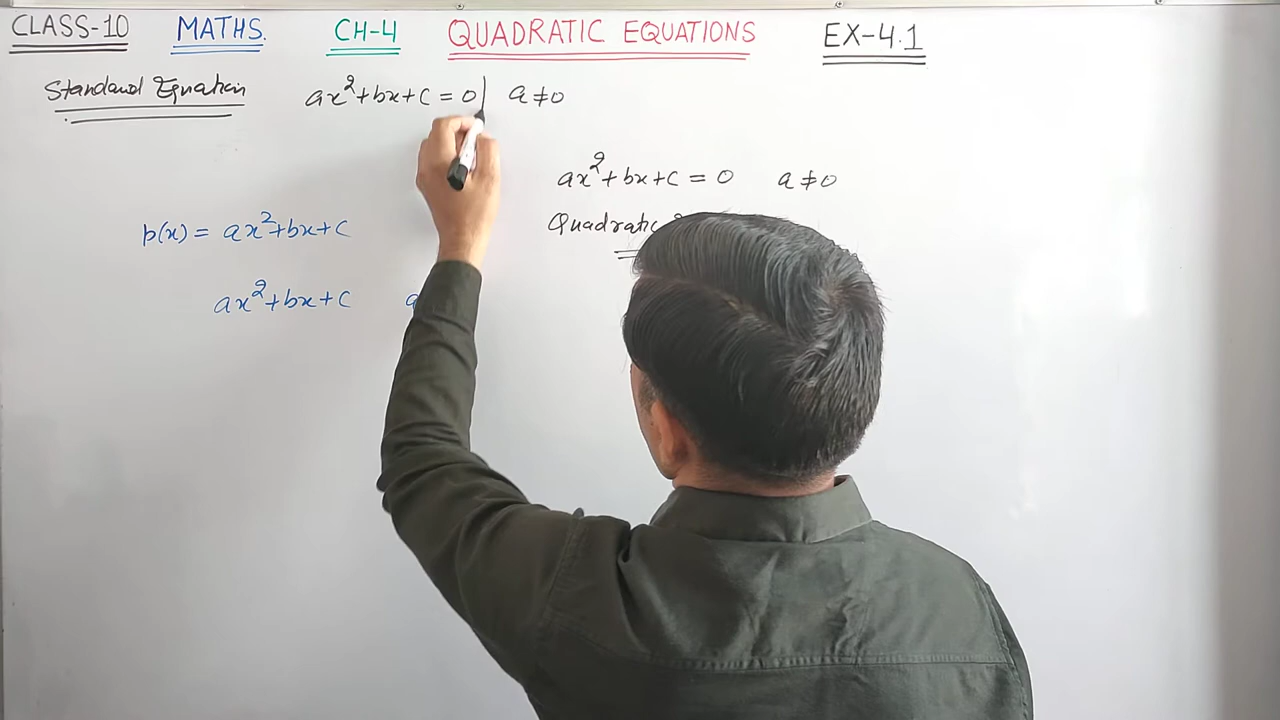 CLASS-10 MATHS. CH-4 QUADRATIC EQUATIONS EX-4.1
Standard Equation ax²+bx+c = 0 | a≠0
ax²+bx+c = 0 a≠0
p(x) = ax²+bx+c
Quadratic
ax²+bx+c a